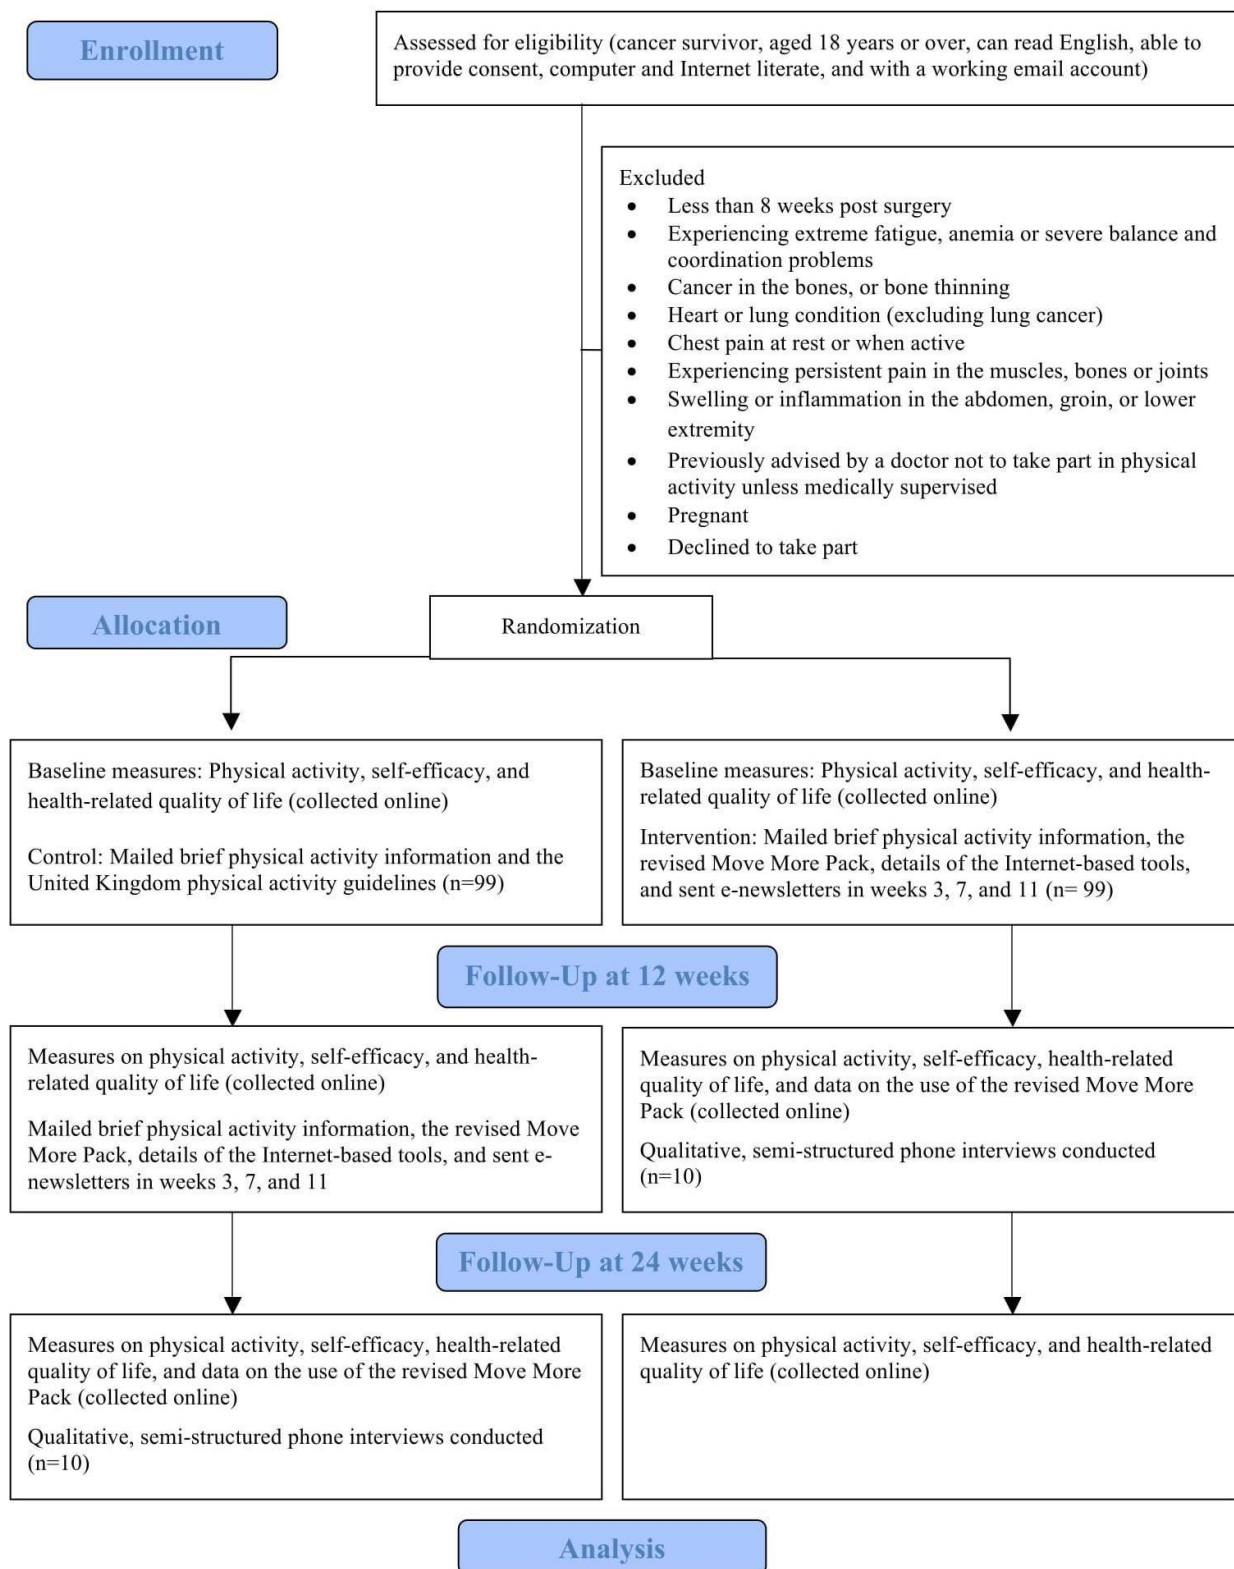 Enrollment
Assessed for eligibility (cancer survivor, aged 18 years or over, can read English, able to
provide consent, computer and Internet literate, and with a working email account)
Excluded
• Less than 8 weeks post surgery
• Experiencing extreme fatigue, anemia or severe balance and
coordination problems
• Cancer in the bones, or bone thinning
• Heart or lung condition (excluding lung cancer)
• Chest pain at rest or when active
• Experiencing persistent pain in the muscles, bones or joints
• Swelling or inflammation in the abdomen, groin, or lower
extremity
• Previously advised by a doctor not to take part in physical
activity unless medically supervised
• Pregnant
• Declined to take part
Allocation
Randomization
Baseline measures: Physical activity, self-efficacy, and
health-related quality of life (collected online)
Control: Mailed brief physical activity information and the
United Kingdom physical activity guidelines (n=99)
Baseline measures: Physical activity, self-efficacy, and health-
related quality of life (collected online)
Intervention: Mailed brief physical activity information, the
revised Move More Pack, details of the Internet-based tools,
and sent e-newsletters in weeks 3, 7, and 11 (n= 99)
Follow-Up at 12 weeks
Measures on physical activity, self-efficacy, and health-
related quality of life (collected online)
Mailed brief physical activity information, the revised Move
More Pack, details of the Internet-based tools, and sent e-
newsletters in weeks 3, 7, and 11
Measures on physical activity, self-efficacy, health-related
quality of life, and data on the use of the revised Move More
Pack (collected online)
Qualitative, semi-structured phone interviews conducted
(n=10)
Follow-Up at 24 weeks
Measures on physical activity, self-efficacy, health-related
quality of life, and data on the use of the revised Move More
Pack (collected online)
Qualitative, semi-structured phone interviews conducted
(n=10)
Measures on physical activity, self-efficacy, and health-related
quality of life (collected online)
Analysis